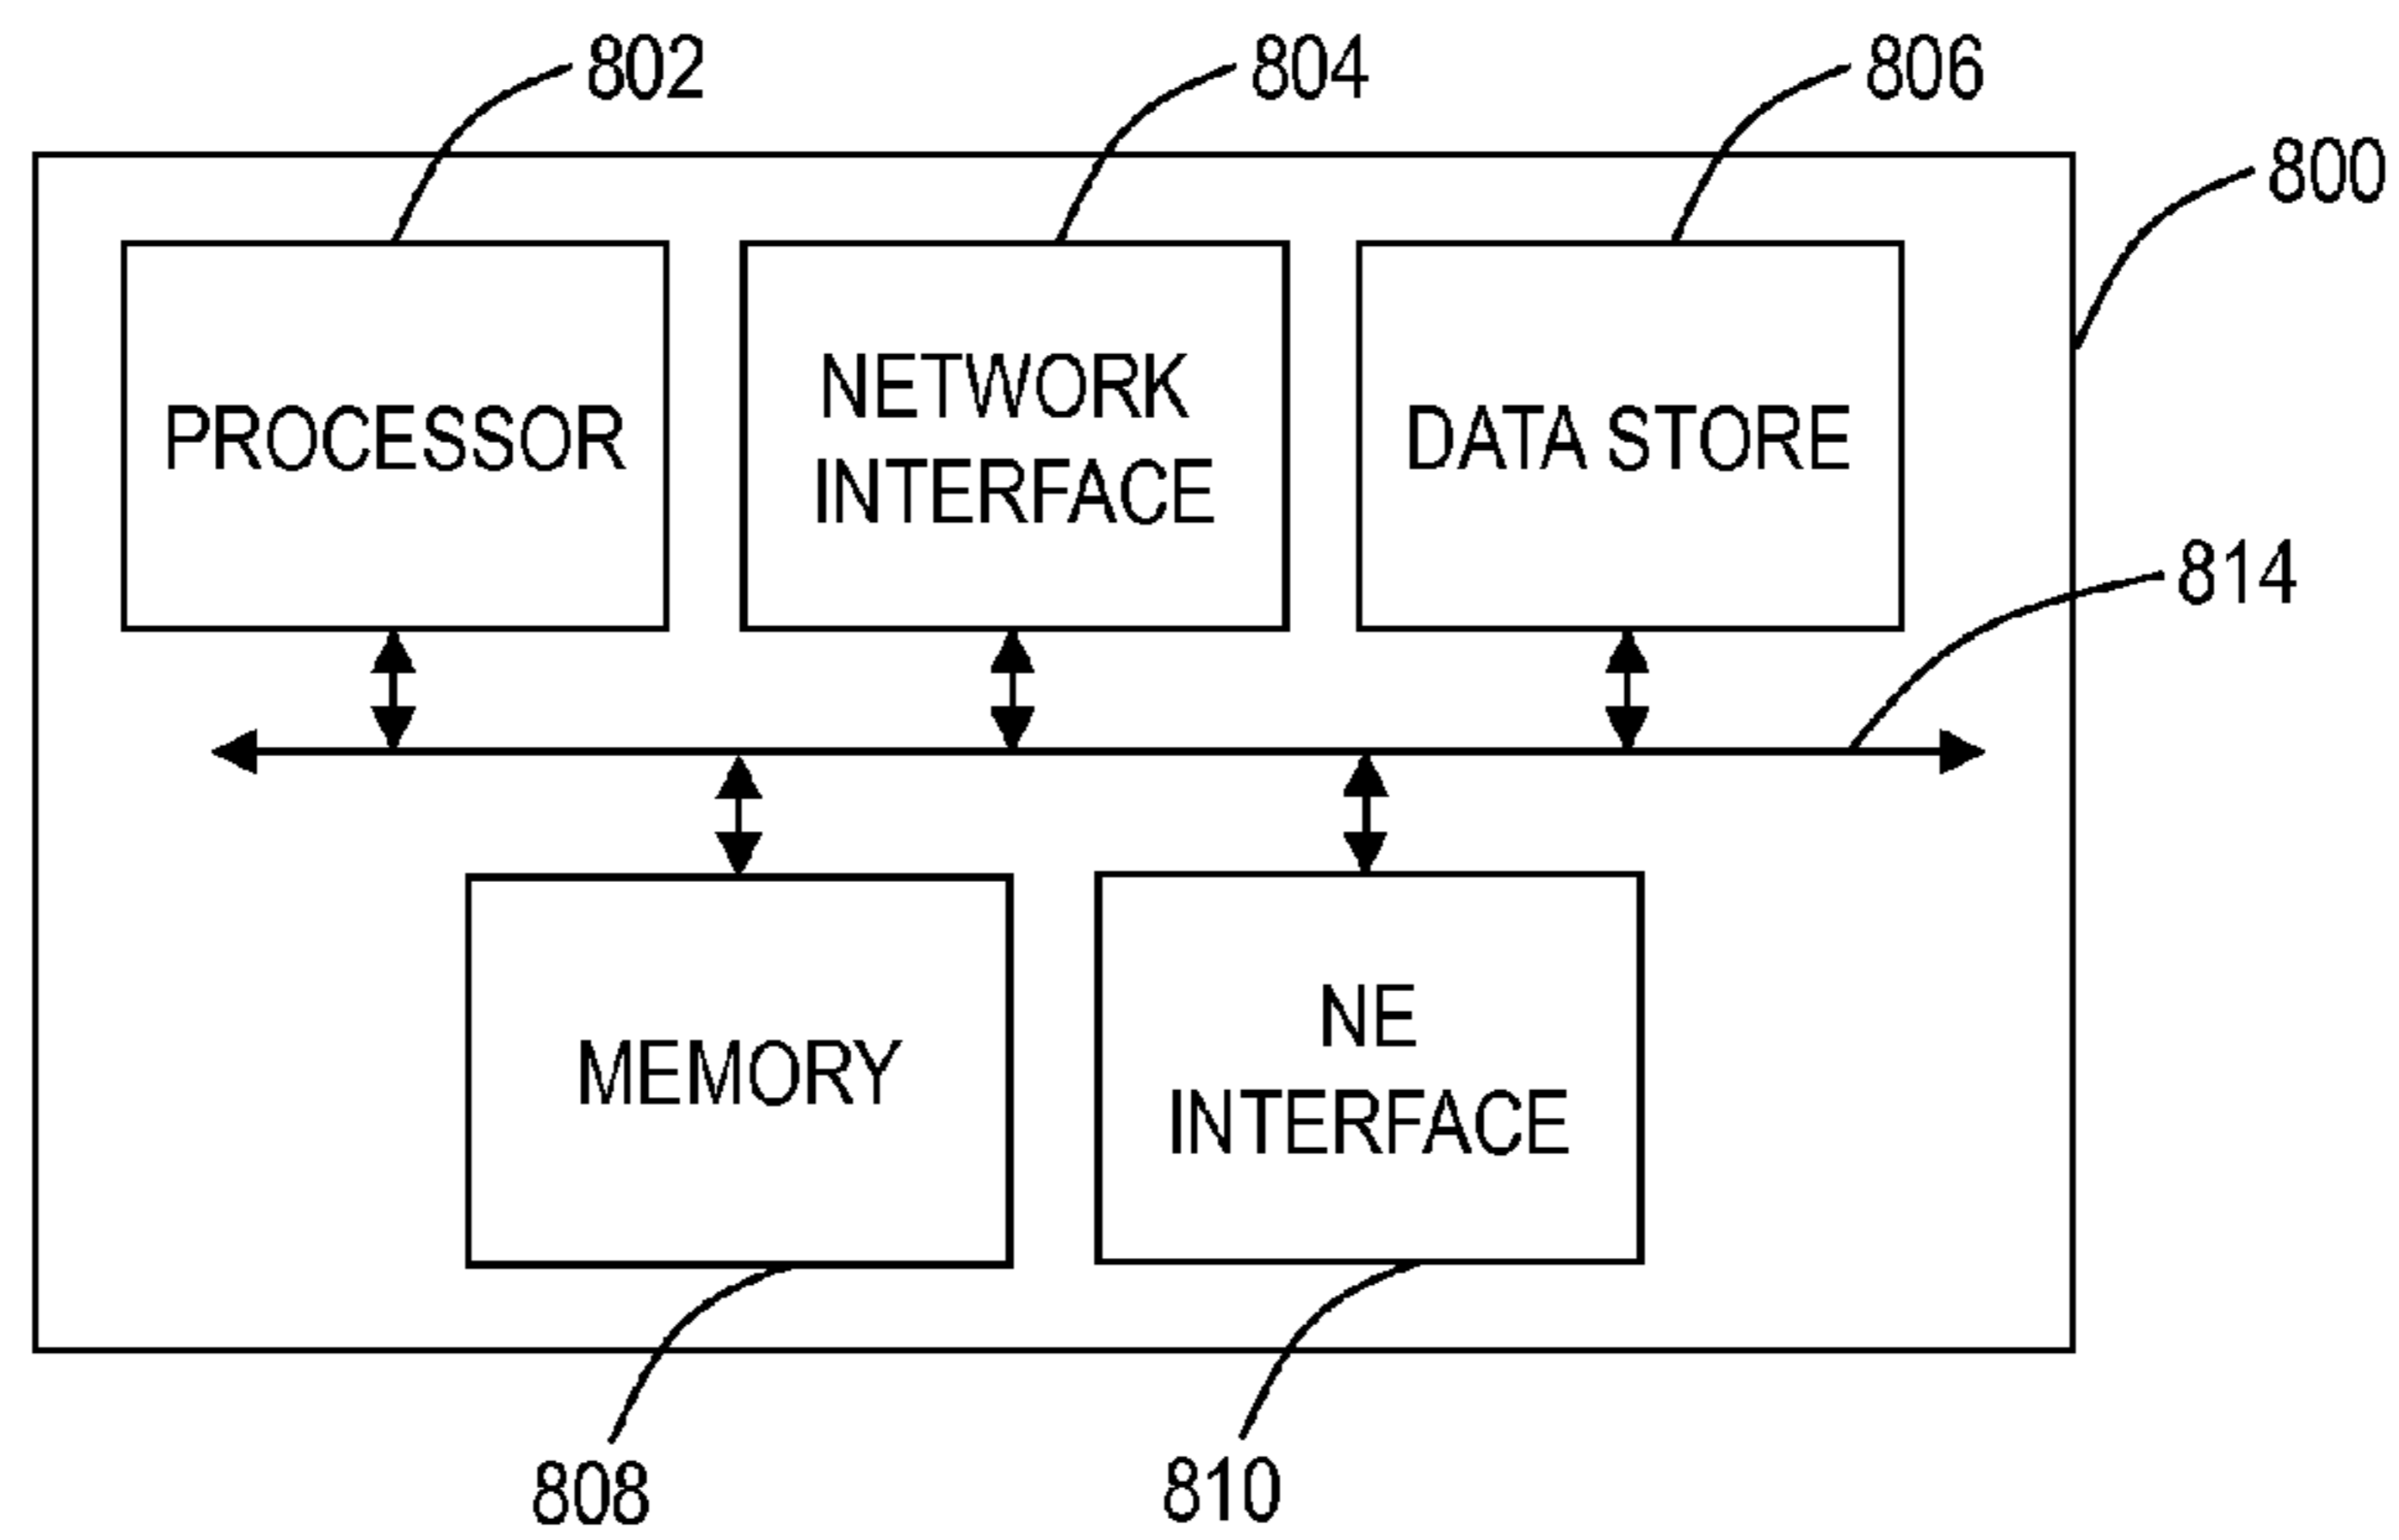 802
804
806
800
PROCESSOR
NETWORK
INTERFACE
DATA STORE
814
MEMORY
NE
INTERFACE
808
810